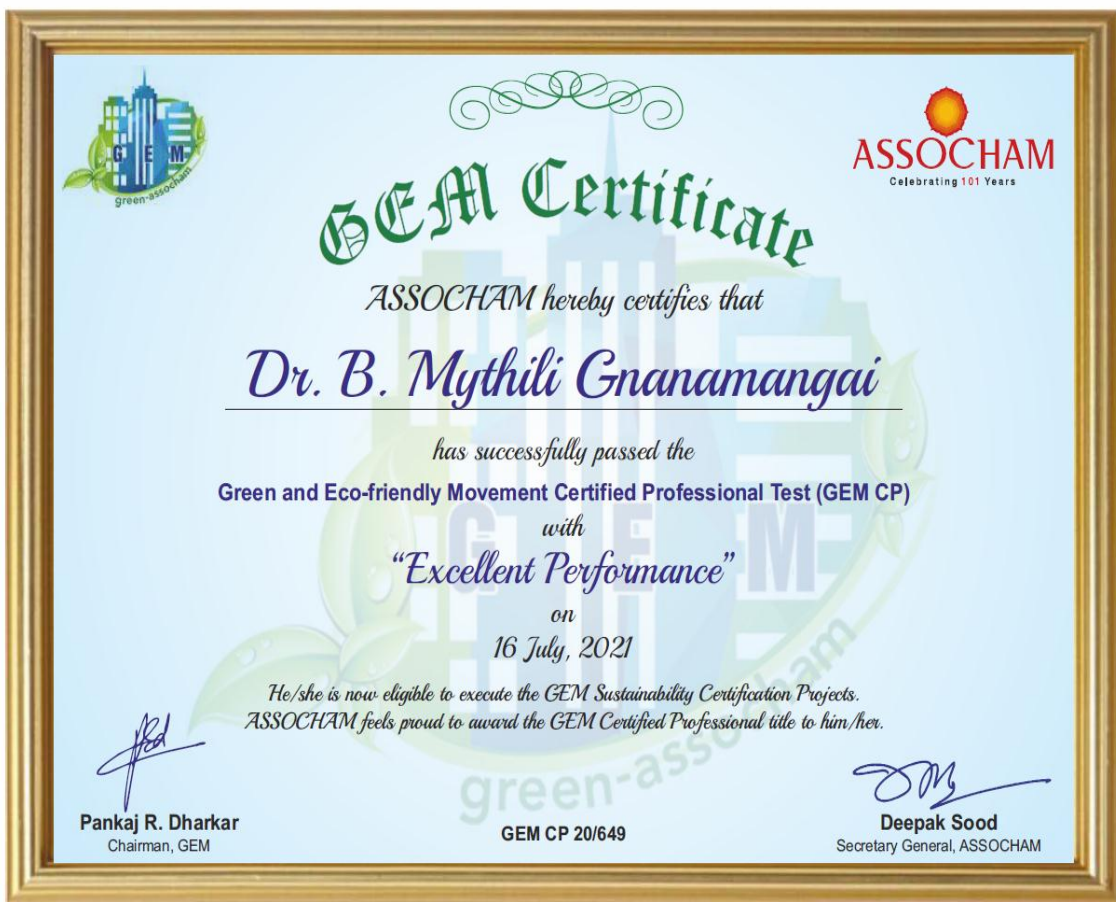 G E M
green-assocham
ASSOCHAM
Celebrating 101 Years
GEM Certificate
ASSOCHAM hereby certifies that
Dr. B. Mythili Gnanamangai
has successfully passed the
Green and Eco-friendly Movement Certified Professional Test (GEM CP)
with
“Excellent Performance”
on
16 July, 2021
He/she is now eligible to execute the GEM Sustainability Certification Projects.
ASSOCHAM feels proud to award the GEM Certified Professional title to him/her.
G E M
green-assocham
Pankaj R. Dharkar
Chairman, GEM
GEM CP 20/649
Deepak Sood
Secretary General, ASSOCHAM